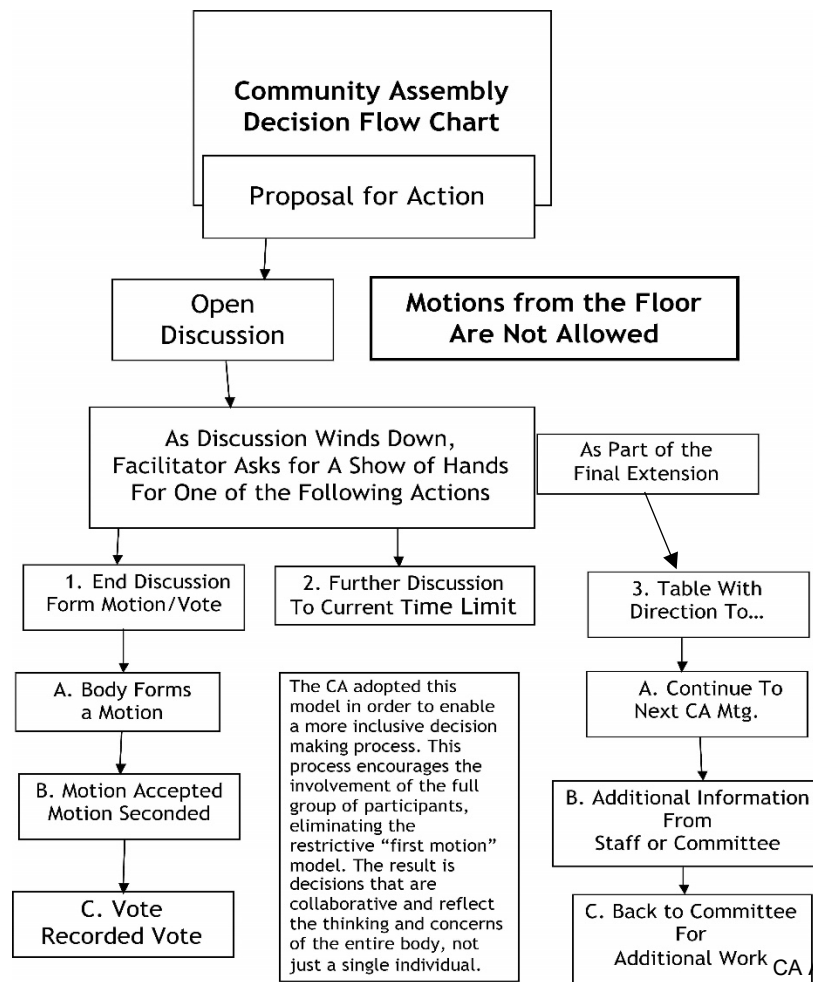 Community Assembly
Decision Flow Chart
Proposal for Action
Open
Discussion
Motions from the Floor
Are Not Allowed
As Discussion Winds Down,
Facilitator Asks for A Show of Hands
For One of the Following Actions
As Part of the
Final Extension
1. End Discussion
Form Motion/Vote
2. Further Discussion
To Current Time Limit
3. Table With
Direction To…
A. Body Forms
a Motion
B. Motion Accepted
Motion Seconded
C. Vote
Recorded Vote
The CA adopted this
model in order to enable
a more inclusive decision
making process. This
process encourages the
involvement of the full
group of participants,
eliminating the
restrictive “first motion”
model. The result is
decisions that are
collaborative and reflect
the thinking and concerns
of the entire body, not
just a single individual.
A. Continue To
Next CA Mtg.
B. Additional Information
From
Staff or Committee
C. Back to Committee
For
Additional Work
CA